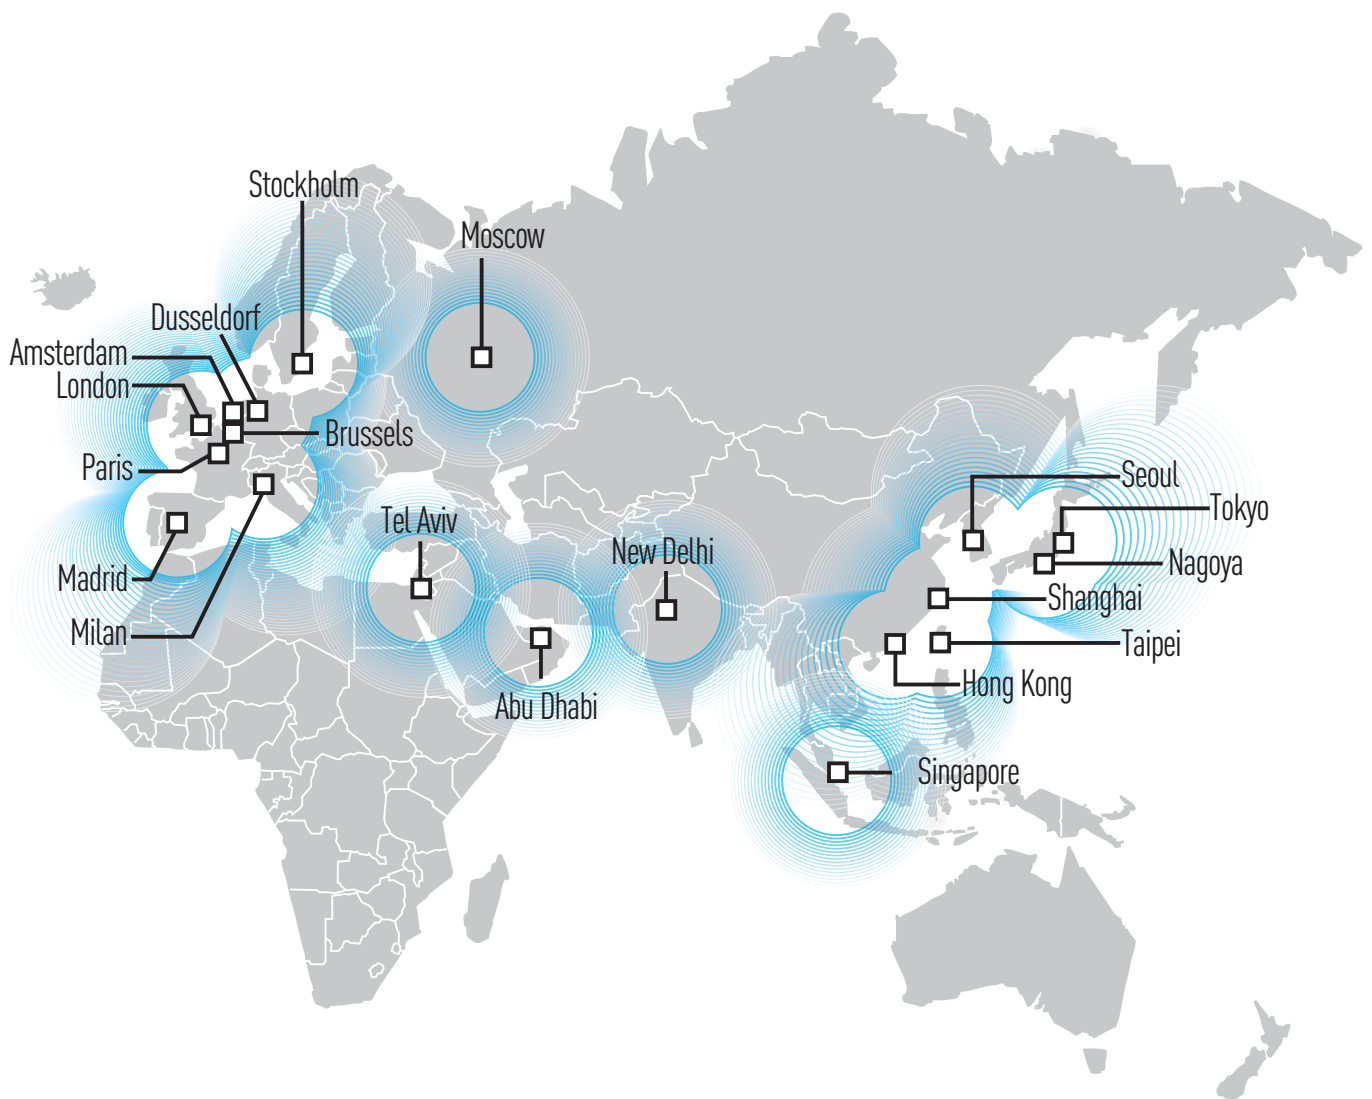 Stockholm
Moscow
Dusseldorf
Amsterdam
London
Brussels
Paris
Seoul
Tokyo
Tel Aviv
New Delhi
Nagoya
Madrid
Shanghai
Milan
Taipei
Hong Kong
Abu Dhabi
Singapore